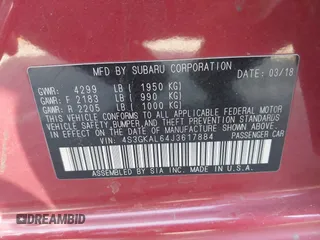 MFD BY SUBARU CORPORATION
DATE: 03/18
GVWR: 4299 LB ( 1950 KG)
GAWR: F 2183 LB ( 990 KG)
GAWR: R 2205 LB ( 1000 KG)
THIS VEHICLE CONFORMS TO ALL APPLICABLE FEDERAL MOTOR
VEHICLE SAFETY, BUMPER, AND THEFT PREVENTION STANDARDS
IN EFFECT ON THE DATE OF MANUFACTURE SHOWN ABOVE.
VIN: 4S3GKAL64J3617884 PASSENGER CAR
ASSEMBLED BY SIA INC. MADE IN U.S.A.
DREAMBID